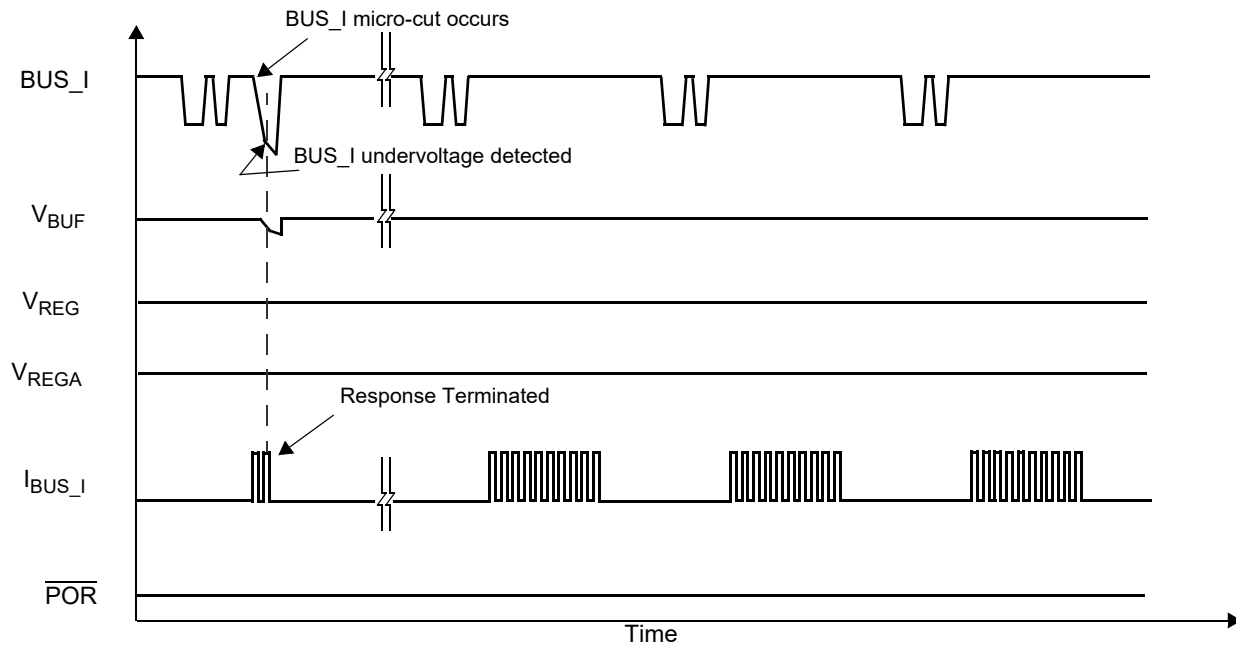 BUS_I micro-cut occurs
BUS_I
BUS_I undervoltage detected
VBUF
VREG
VREGA
Response Terminated
IBUS_I
POR
Time